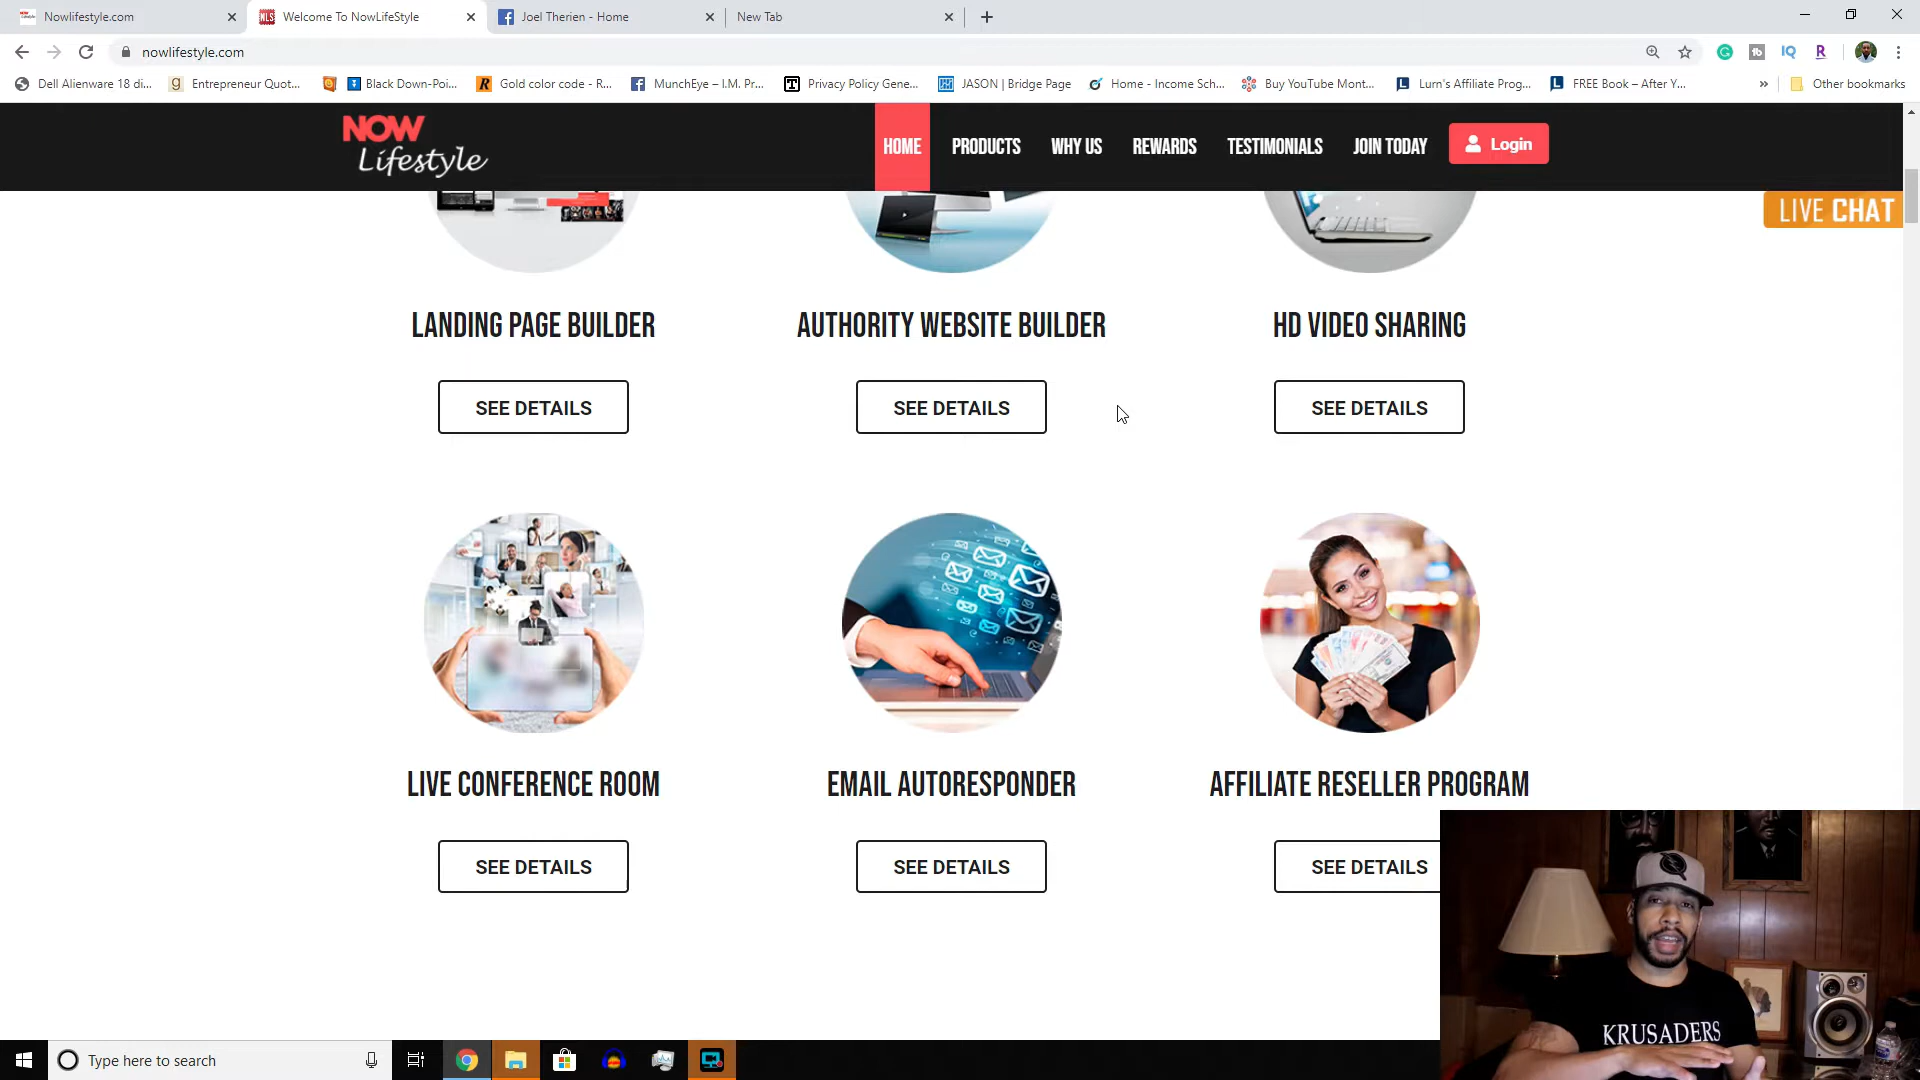 Nowlifestyle.com
Welcome To NowLifeStyle
Joel Therien - Home
New Tab
nowlifestyle.com
Dell Alienware 18 di...
Entrepreneur Quot...
Black Down-Poi...
Gold color code - R...
MunchEye – I.M. Pr...
Privacy Policy Gene...
JASON | Bridge Page
Home - Income Sch...
Buy YouTube Mont...
Lurn's Affiliate Prog...
FREE Book – After Y...
Other bookmarks
NOW
Lifestyle
HOME
PRODUCTS
WHY US
REWARDS
TESTIMONIALS
JOIN TODAY
Login
LIVE CHAT
LANDING PAGE BUILDER
AUTHORITY WEBSITE BUILDER
HD VIDEO SHARING
SEE DETAILS
SEE DETAILS
SEE DETAILS
LIVE CONFERENCE ROOM
EMAIL AUTORESPONDER
AFFILIATE RESELLER PROGRAM
SEE DETAILS
SEE DETAILS
SEE DETAILS
KRUSADERS
Type here to search